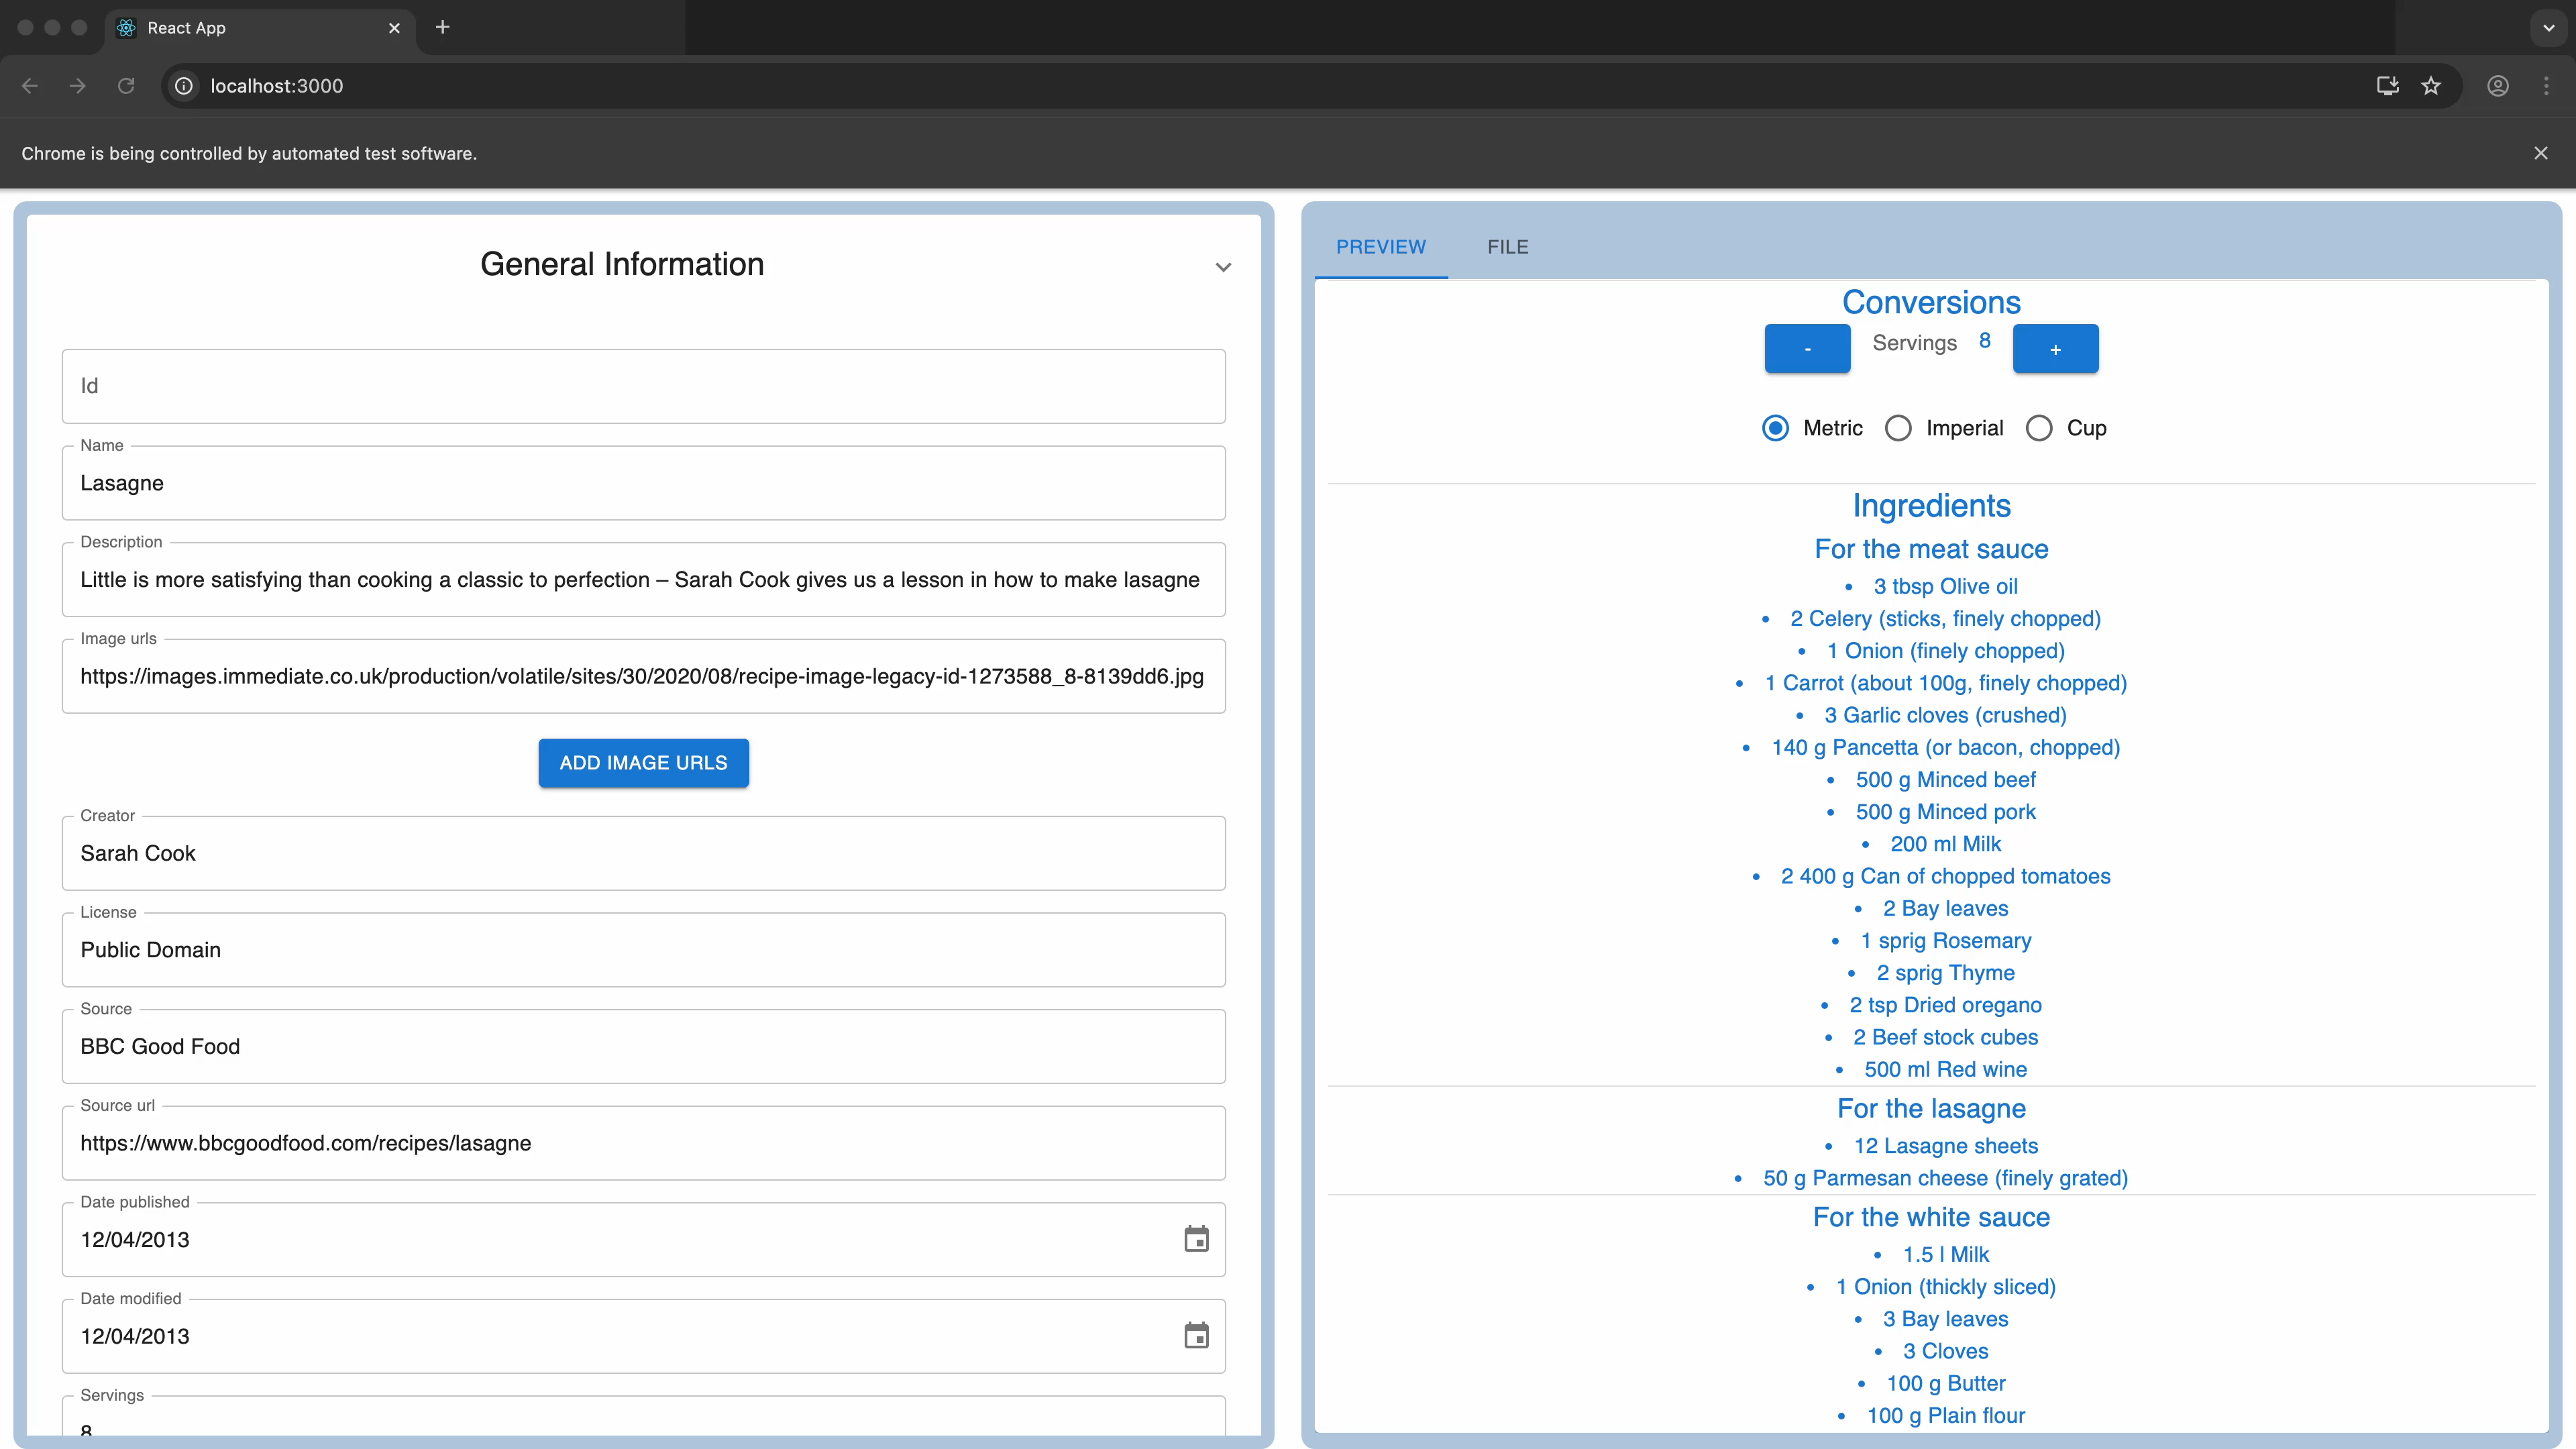 React App
localhost:3000
Chrome is being controlled by automated test software.
General Information
Id
Name
Lasagne
Description
Little is more satisfying than cooking a classic to perfection – Sarah Cook gives us a lesson in how to make lasagne
Image urls
https://images.immediate.co.uk/production/volatile/sites/30/2020/08/recipe-image-legacy-id-1273588_8-8139dd6.jpg
ADD IMAGE URLS
Creator
Sarah Cook
License
Public Domain
Source
BBC Good Food
Source url
https://www.bbcgoodfood.com/recipes/lasagne
Date published
12/04/2013
Date modified
12/04/2013
Servings
8
PREVIEW FILE
Conversions
- Servings 8 +
Metric Imperial Cup
Ingredients
For the meat sauce
• 3 tbsp Olive oil
• 2 Celery (sticks, finely chopped)
• 1 Onion (finely chopped)
• 1 Carrot (about 100g, finely chopped)
• 3 Garlic cloves (crushed)
• 140 g Pancetta (or bacon, chopped)
• 500 g Minced beef
• 500 g Minced pork
• 200 ml Milk
• 2 400 g Can of chopped tomatoes
• 2 Bay leaves
• 1 sprig Rosemary
• 2 sprig Thyme
• 2 tsp Dried oregano
• 2 Beef stock cubes
• 500 ml Red wine
For the lasagne
• 12 Lasagne sheets
• 50 g Parmesan cheese (finely grated)
For the white sauce
• 1.5 l Milk
• 1 Onion (thickly sliced)
• 3 Bay leaves
• 3 Cloves
• 100 g Butter
• 100 g Plain flour